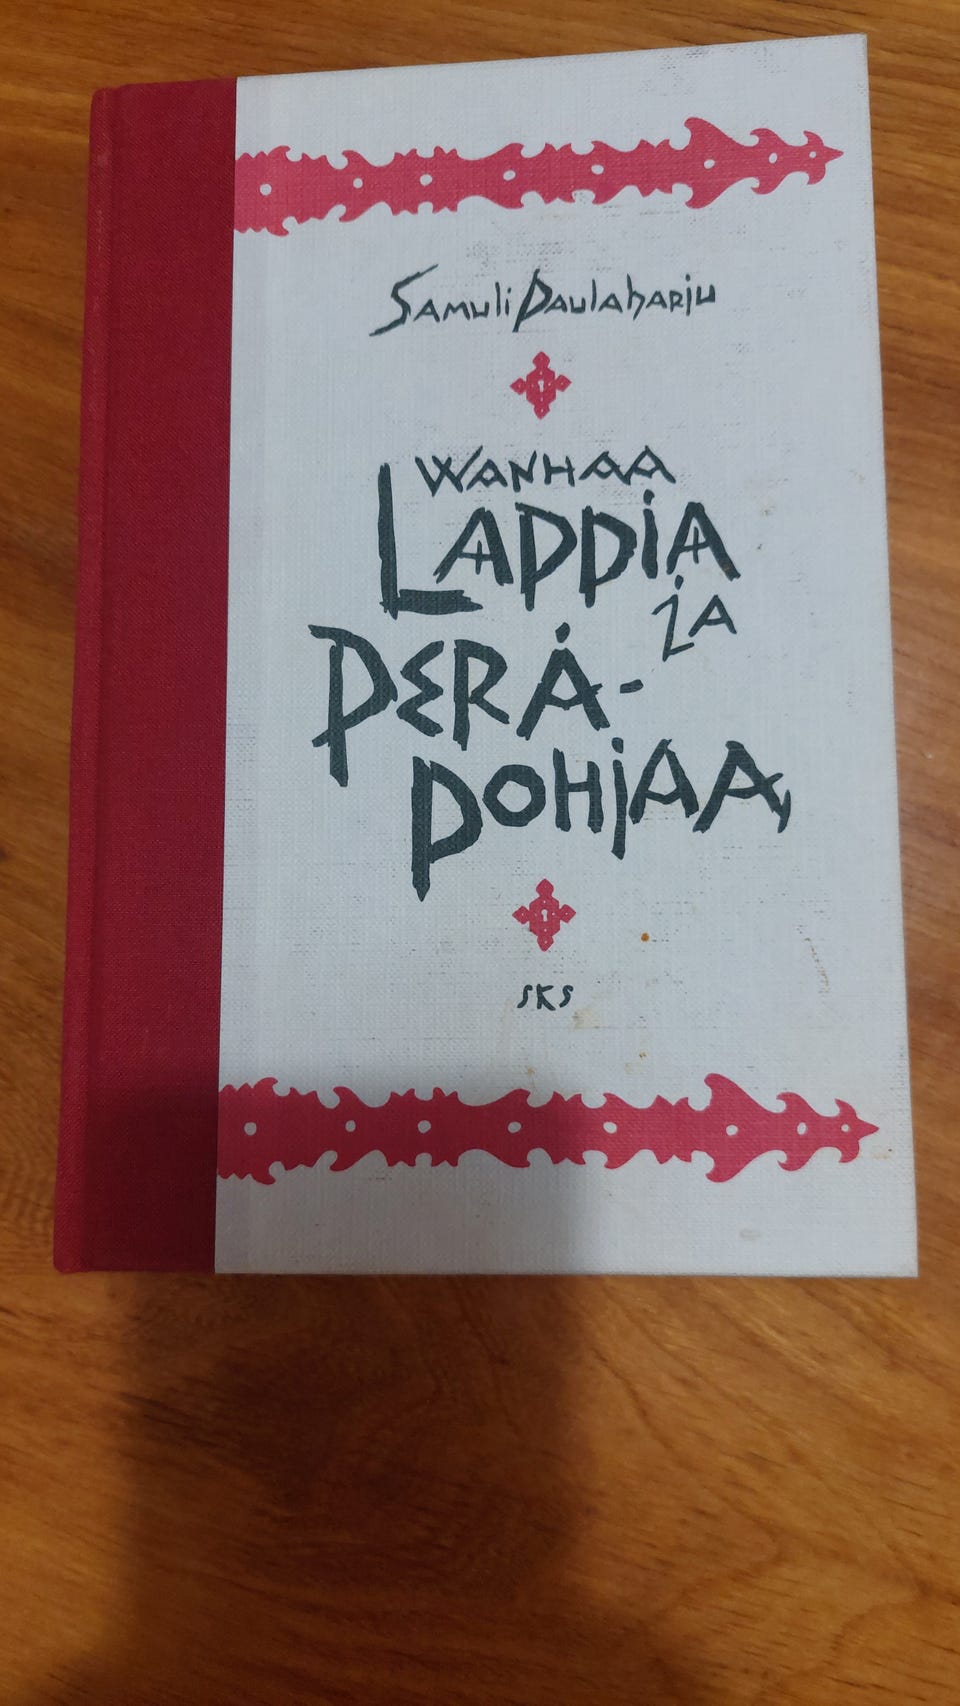 Samuli Paulaharju
WANHAA
LAPPIA
JA
PERÄ-
POHJAA
SKS